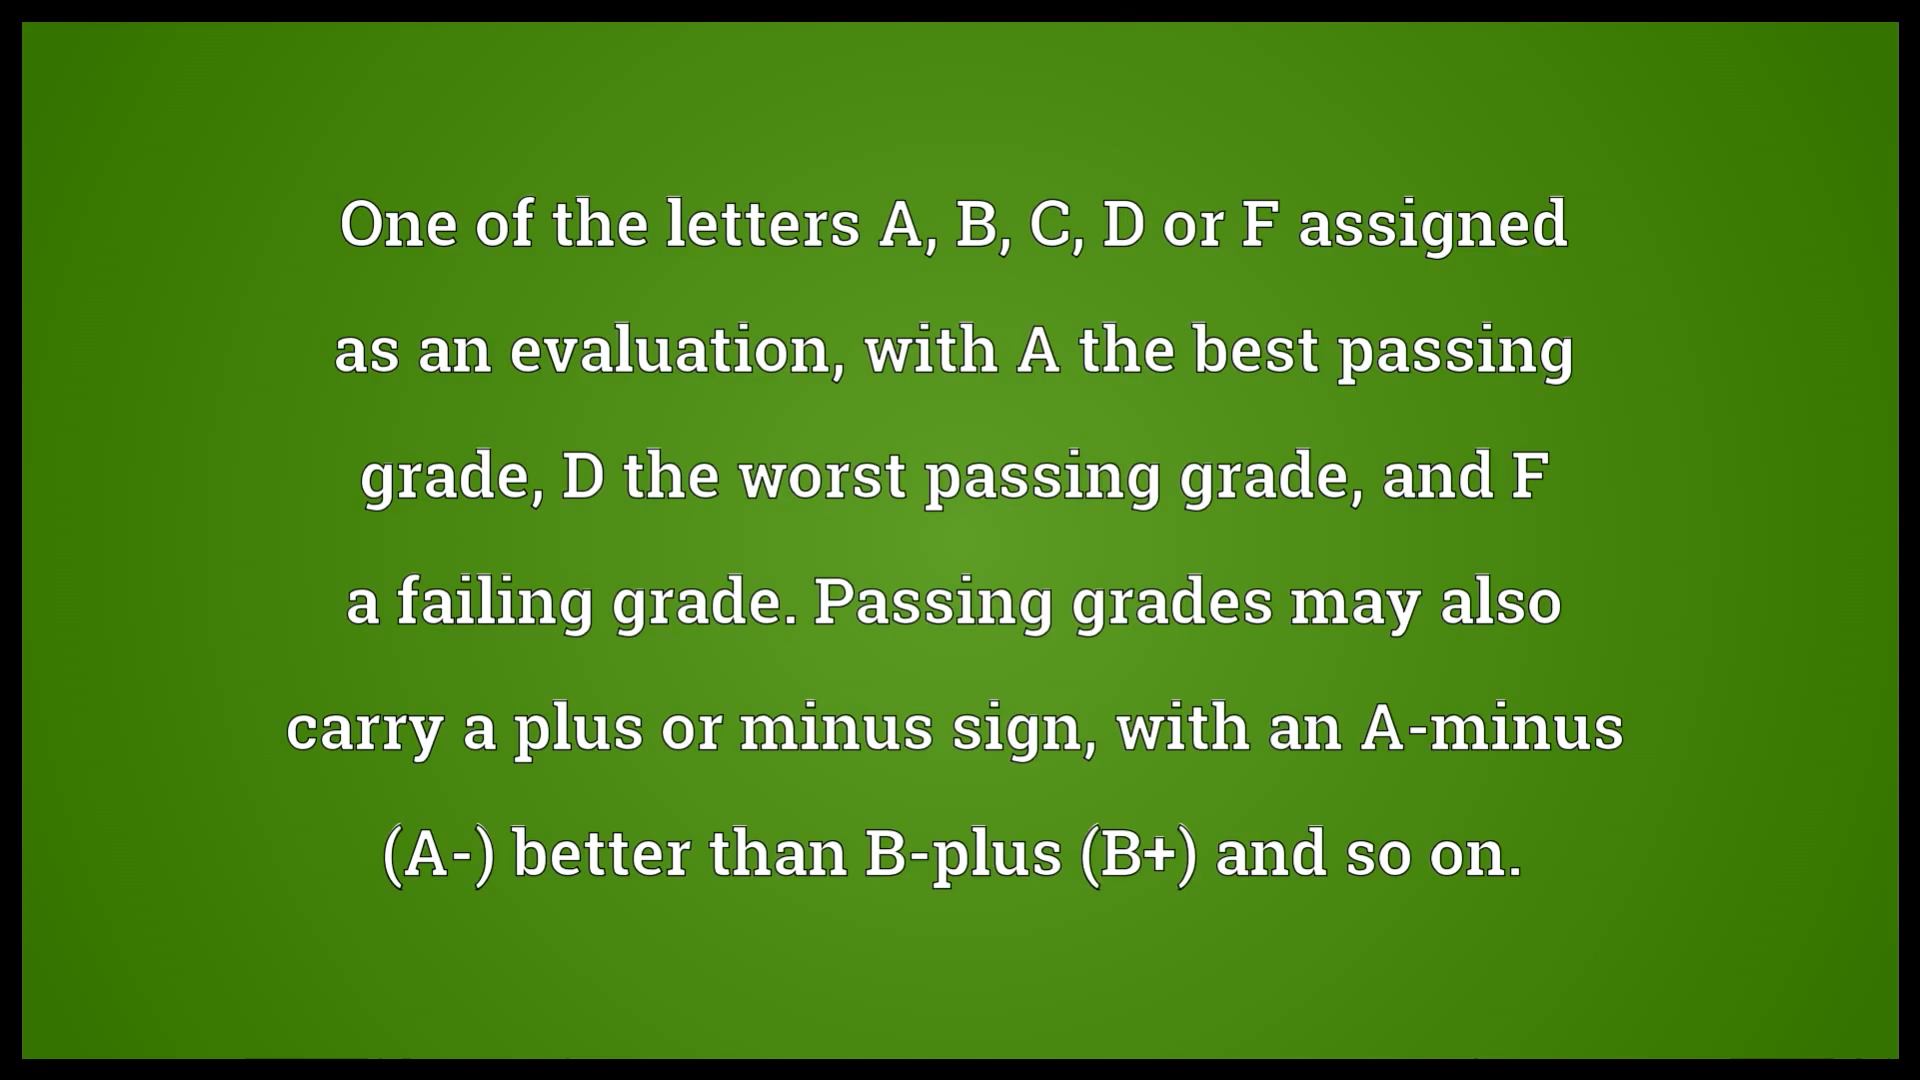 One of the letters A, B, C, D or F assigned
as an evaluation, with A the best passing
grade, D the worst passing grade, and F
a failing grade. Passing grades may also
carry a plus or minus sign, with an A-minus
(A-) better than B-plus (B+) and so on.